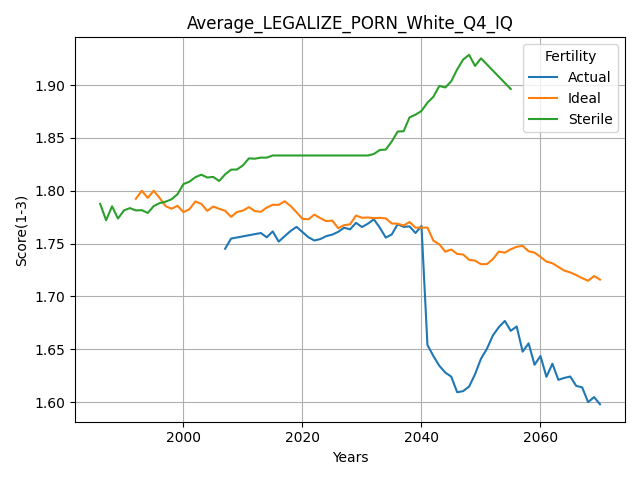 Average_LEGALIZE_PORN_White_Q4_IQ
Fertility
Actual
Ideal
Sterile
Score(1-3)
1.90
1.85
1.80
1.75
1.70
1.65
1.60
2000 2020 2040 2060
Years